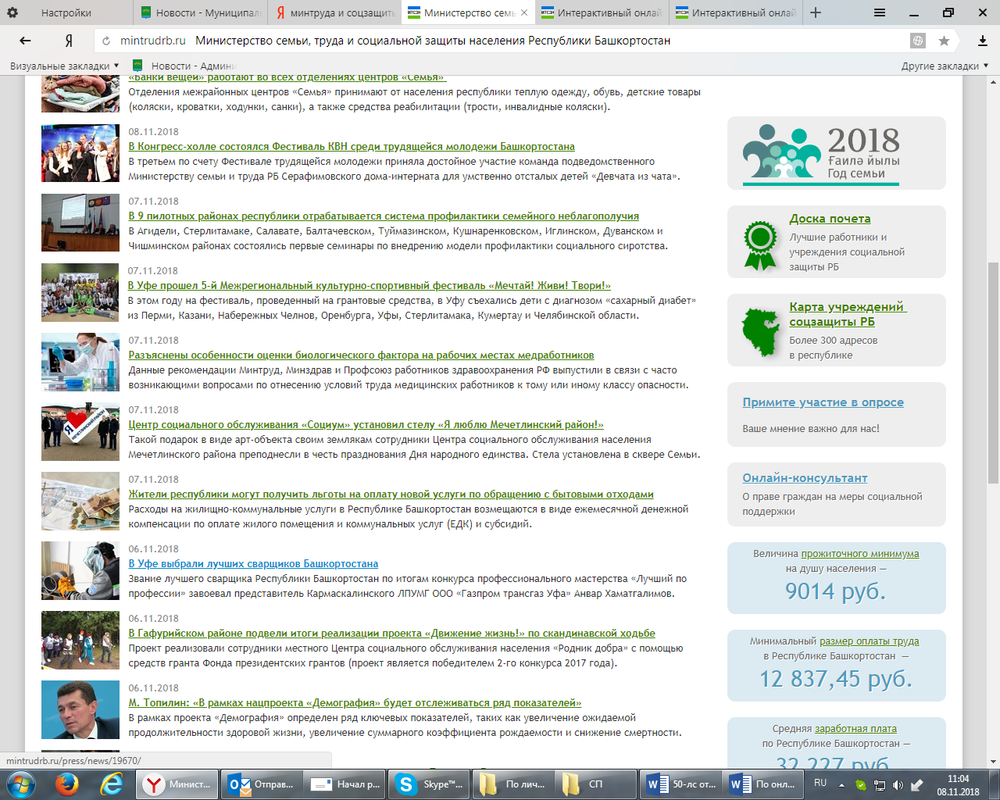 Настройки
Новости - Муниципал
минтруда и соцзащить
Министерство семь
Интерактивный онлай
Интерактивный онлай
mintrudrb.ru Министерство семьи, труда и социальной защиты населения Республики Башкортостан
Визуальные закладки
Новости - Админи
Другие закладки
«Банки вещей» работают во всех отделениях центров «Семья»
Отделения межрайонных центров «Семья» принимают от населения республики теплую одежду, обувь, детские товары
(коляски, кроватки, ходунки, санки), а также средства реабилитации (трости, инвалидные коляски).
08.11.2018
В Конгресс-холле состоялся Фестиваль КВН среди трудящейся молодежи Башкортостана
В третьем по счету Фестивале трудящейся молодежи приняла достойное участие команда подведомственного
Министерству семьи и труда РБ Серафимовского дома-интерната для умственно отсталых детей «Девчата из чата».
07.11.2018
В 9 пилотных районах республики отрабатывается система профилактики семейного неблагополучия
В Агидели, Стерлитамаке, Салавате, Балтачевском, Туймазинском, Кушнаренковском, Иглинском, Дуванском и
Чишминском районах состоялись первые семинары по внедрению модели профилактики социального сиротства.
07.11.2018
В Уфе прошел 5-й Межрегиональный культурно-спортивный фестиваль «Мечтай! Живи! Твори!»
В этом году на фестиваль, проведенный на грантовые средства, в Уфу съехались дети с диагнозом «сахарный диабет»
из Перми, Казани, Набережных Челнов, Оренбурга, Уфы, Стерлитамака, Кумертау и Челябинской области.
07.11.2018
Разъяснены особенности оценки биологического фактора на рабочих местах медработников
Данные рекомендации Минтруд, Минздрав и Профсоюз работников здравоохранения РФ выпустили в связи с часто
возникающими вопросами по отнесению условий труда медицинских работников к тому или иному классу опасности.
07.11.2018
Центр социального обслуживания «Социум» установил стелу «Я люблю Мечетлинский район!»
Такой подарок в виде арт-объекта своим землякам сотрудники Центра социального обслуживания населения
Мечетлинского района преподнесли в честь празднования Дня народного единства. Стела установлена в сквере Семьи.
Я
МЕЧЕТЛИНСКИЙ РАЙОН!
07.11.2018
Жители республики могут получить льготы на оплату новой услуги по обращению с бытовыми отходами
Расходы на жилищно-коммунальные услуги в Республике Башкортостан возмещаются в виде ежемесячной денежной
компенсации по оплате жилого помещения и коммунальных услуг (ЕДК) и субсидий.
06.11.2018
В Уфе выбрали лучших сварщиков Башкортостана
Звание лучшего сварщика Республики Башкортостан по итогам конкурса профессионального мастерства «Лучший по
профессии» завоевал представитель Кармаскалинского ЛПУМГ ООО «Газпром трансгаз Уфа» Анвар Хаматгалимов.
06.11.2018
В Гафурийском районе подвели итоги реализации проекта «Движение жизнь!» по скандинавской ходьбе
Проект реализовали сотрудники местного Центра социального обслуживания населения «Родник добра» с помощью
средств гранта Фонда президентских грантов (проект является победителем 2-го конкурса 2017 года).
06.11.2018
М. Топилин: «В рамках нацпроекта «Демография» будет отслеживаться ряд показателей»
В рамках проекта «Демография» определен ряд ключевых показателей, таких как увеличение ожидаемой
продолжительности здоровой жизни, увеличение суммарного коэффициента рождаемости и снижение смертности.
2018
Ғаилә йылы
Год семьи
Доска почета
Лучшие работники и
учреждения социальной
защиты РБ
Карта учреждений
соцзащиты РБ
Более 300 адресов
в республике
Примите участие в опросе
Ваше мнение важно для нас!
Онлайн-консультант
О праве граждан на меры социальной
поддержки
Величина прожиточного минимума
на душу населения —
9014 руб.
Минимальный размер оплаты труда
в Республике Башкортостан —
12 837,45 руб.
Средняя заработная плата
по Республике Башкортостан —
32 227 руб.
mintrudrb.ru/press/news/19670/
Минист...
Отправ...
Начал р...
Skype™...
По лич...
СП
50-лс от...
По онл...
RU
11:04
08.11.2018